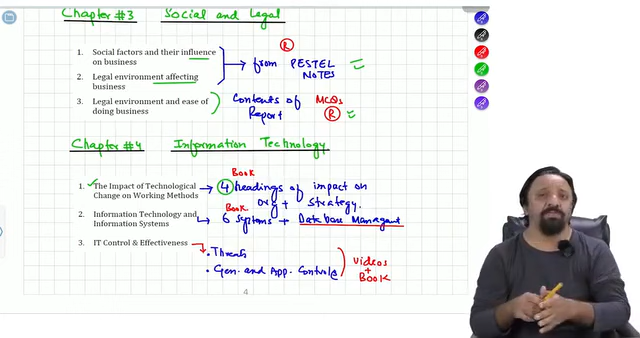 Chapter #3 Social and Legal
1. Social factors and their influence
on business
2. Legal environment affecting
business
R
from PESTEL
NOTES
3. Legal environment and ease of
doing business
Contents of MCQs
Report R
Chapter #4 Information Technology
1. The Impact of Technological
Change on Working Methods
Book
4 headings of impact on
org + strategy.
2. Information Technology and
Information Systems
Book
6 Systems + Database Managant
3. IT Control & Effectiveness
• Threats
• Gen. and App. Controls
Videos
+
Book
4